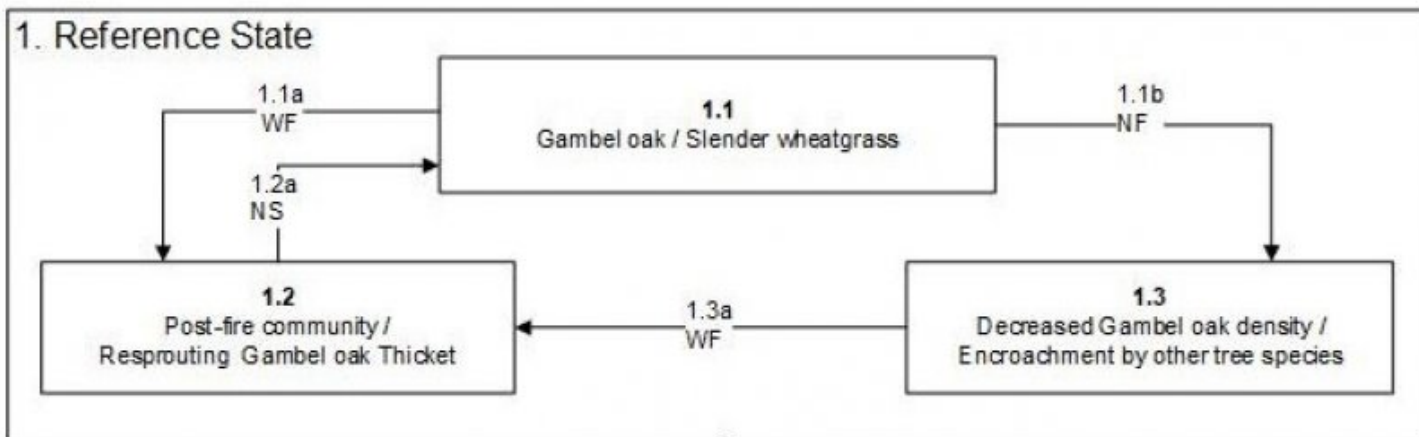 1. Reference State
1.1a
WF
1.1
Gambel oak / Slender wheatgrass
1.1b
NF
1.2a
NS
1.2
Post-fire community /
Resprouting Gambel oak Thicket
1.3a
WF
1.3
Decreased Gambel oak density /
Encroachment by other tree species